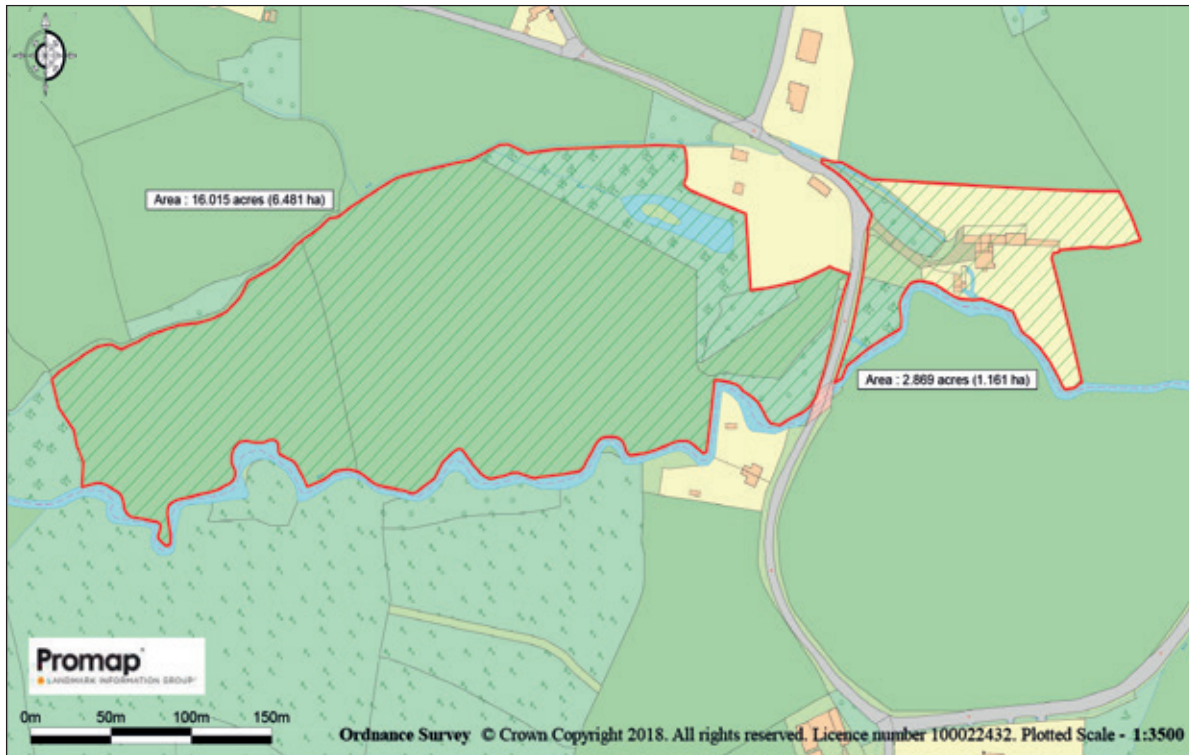 Area : 16.015 acres (6.481 ha)
Area : 2.869 acres (1.161 ha)
Promap
LANDMARK INFORMATION GROUP
0m 50m 100m 150m
Ordnance Survey © Crown Copyright 2018. All rights reserved. Licence number 100022432. Plotted Scale - 1:3500